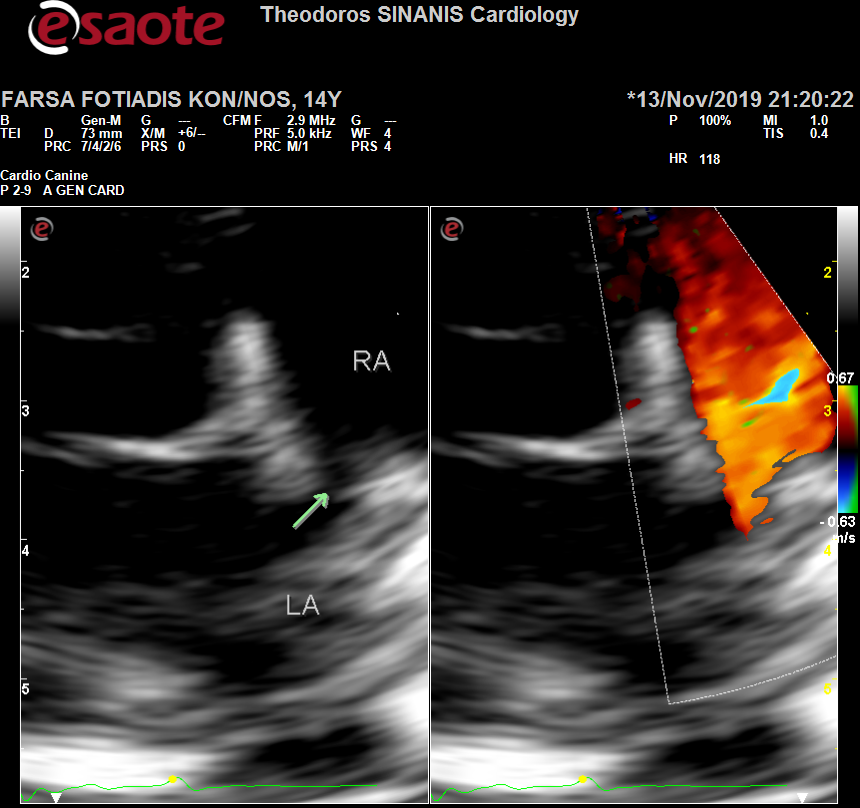 esaote
Theodoros SINANIS Cardiology
FARSA FOTIADIS KON/NOS, 14Y *13/Nov/2019 21:20:22
B Gen-M G --- CFM F 2.9 MHz G --- P 100% MI 1.0
TEI D 73 mm X/M +6/-- PRF 5.0 kHz WF 4 TIS 0.4
PRC 7/4/2/6 PRS 0 PRC M/1 PRS 4
HR 118
Cardio Canine
P 2-9 A GEN CARD
e e
2 2
RA
0.67
3 3
-0.63
m/s
4 4
LA
5 5